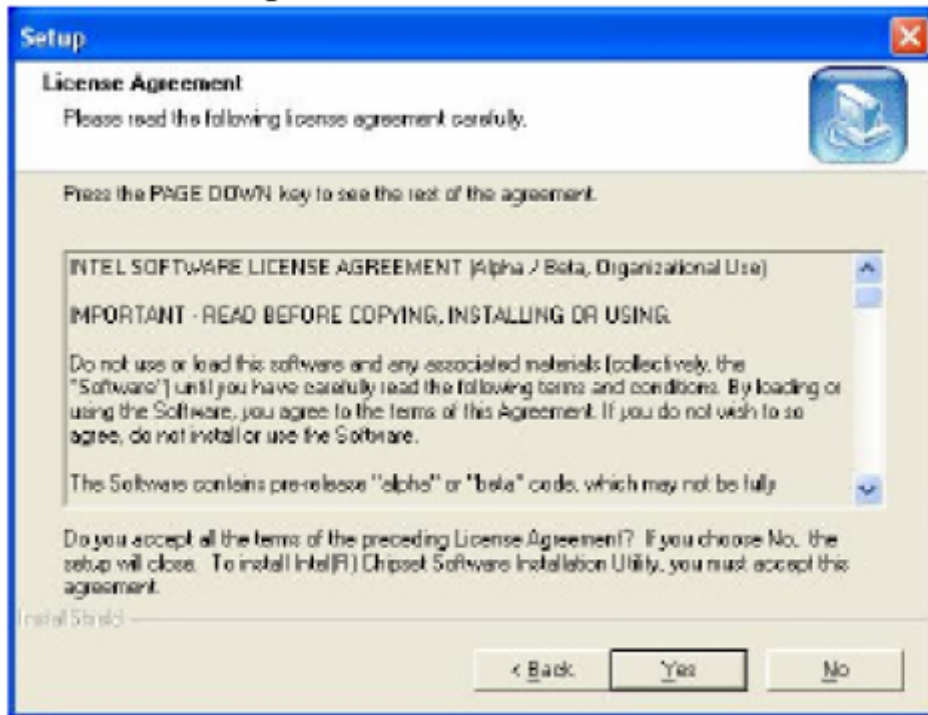 Setup
License Agreement
Please read the following license agreement carefully.
Press the PAGE DOWN key to see the rest of the agreement.
INTEL SOFTWARE LICENSE AGREEMENT (Alpha / Beta, Organizational Use)
IMPORTANT - READ BEFORE COPYING, INSTALLING OR USING.
Do not use or load this software and any associated materials (collectively, the
"Software") until you have carefully read the following terms and conditions. By loading or
using the Software, you agree to the terms of this Agreement. If you do not wish to so
agree, do not install or use the Software.
The Software contains pre-release "alpha" or "beta" code, which may not be fully
Do you accept all the terms of the preceding License Agreement? If you choose No, the
setup will close. To install Intel(R) Chipset Software Installation Utility, you must accept this
agreement.
InstallShield
< Back
Yes
No